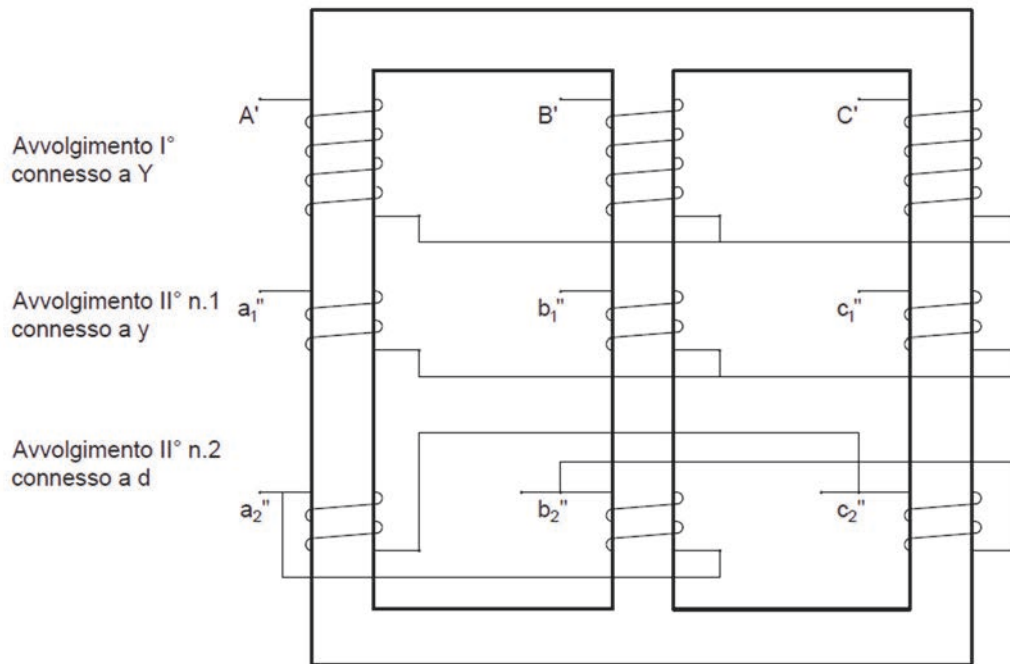 A' B' C'
Avvolgimento I°
connesso a Y
Avvolgimento II° n.1
connesso a y
a₁" b₁" c₁"
Avvolgimento II° n.2
connesso a d
a₂" b₂" c₂"